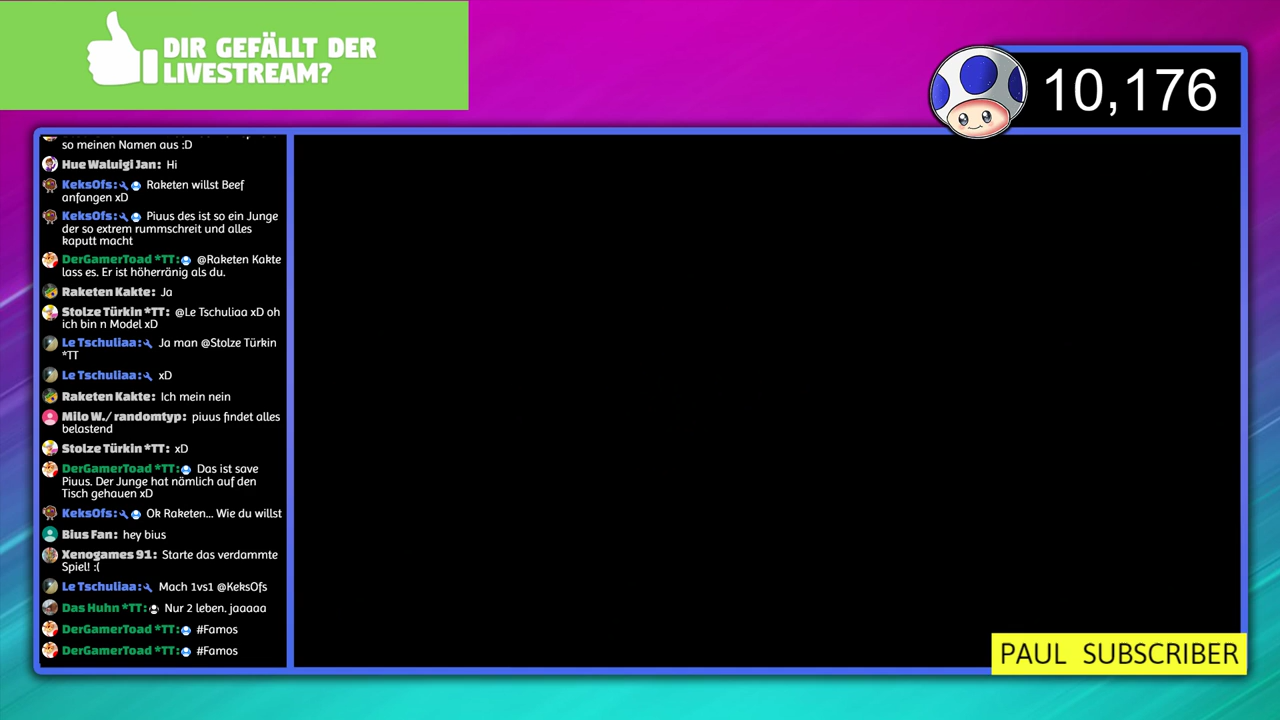 DIR GEFÄLLT DER
LIVESTREAM?
10,176
so meinen Namen aus :D
Hue Waluigi Jan: Hi
KeksOfs: Raketen willst Beef
anfangen xD
KeksOfs: Piuus des ist so ein Junge
der so extrem rummschreit und alles
kaputt macht
DerGamerToad *TT: @Raketen Kakte
lass es. Er ist höherränig als du.
Raketen Kakte: Ja
Stolze Türkin *TT: @Le Tschuliaa xD oh
ich bin n Model xD
Le Tschuliaa: Ja man @Stolze Türkin
*TT
Le Tschuliaa: xD
Raketen Kakte: Ich mein nein
Milo W./ randomtyp: piuus findet alles
belastend
Stolze Türkin *TT: xD
DerGamerToad *TT: Das ist save
Piuus. Der Junge hat nämlich auf den
Tisch gehauen xD
KeksOfs: Ok Raketen... Wie du willst
Bius Fan: hey bius
Xenogames 91: Starte das verdammte
Spiel! :(
Le Tschuliaa: Mach 1vs1 @KeksOfs
Das Huhn *TT: Nur 2 leben. jaaaaa
DerGamerToad *TT: #Famos
DerGamerToad *TT: #Famos
PAUL SUBSCRIBER